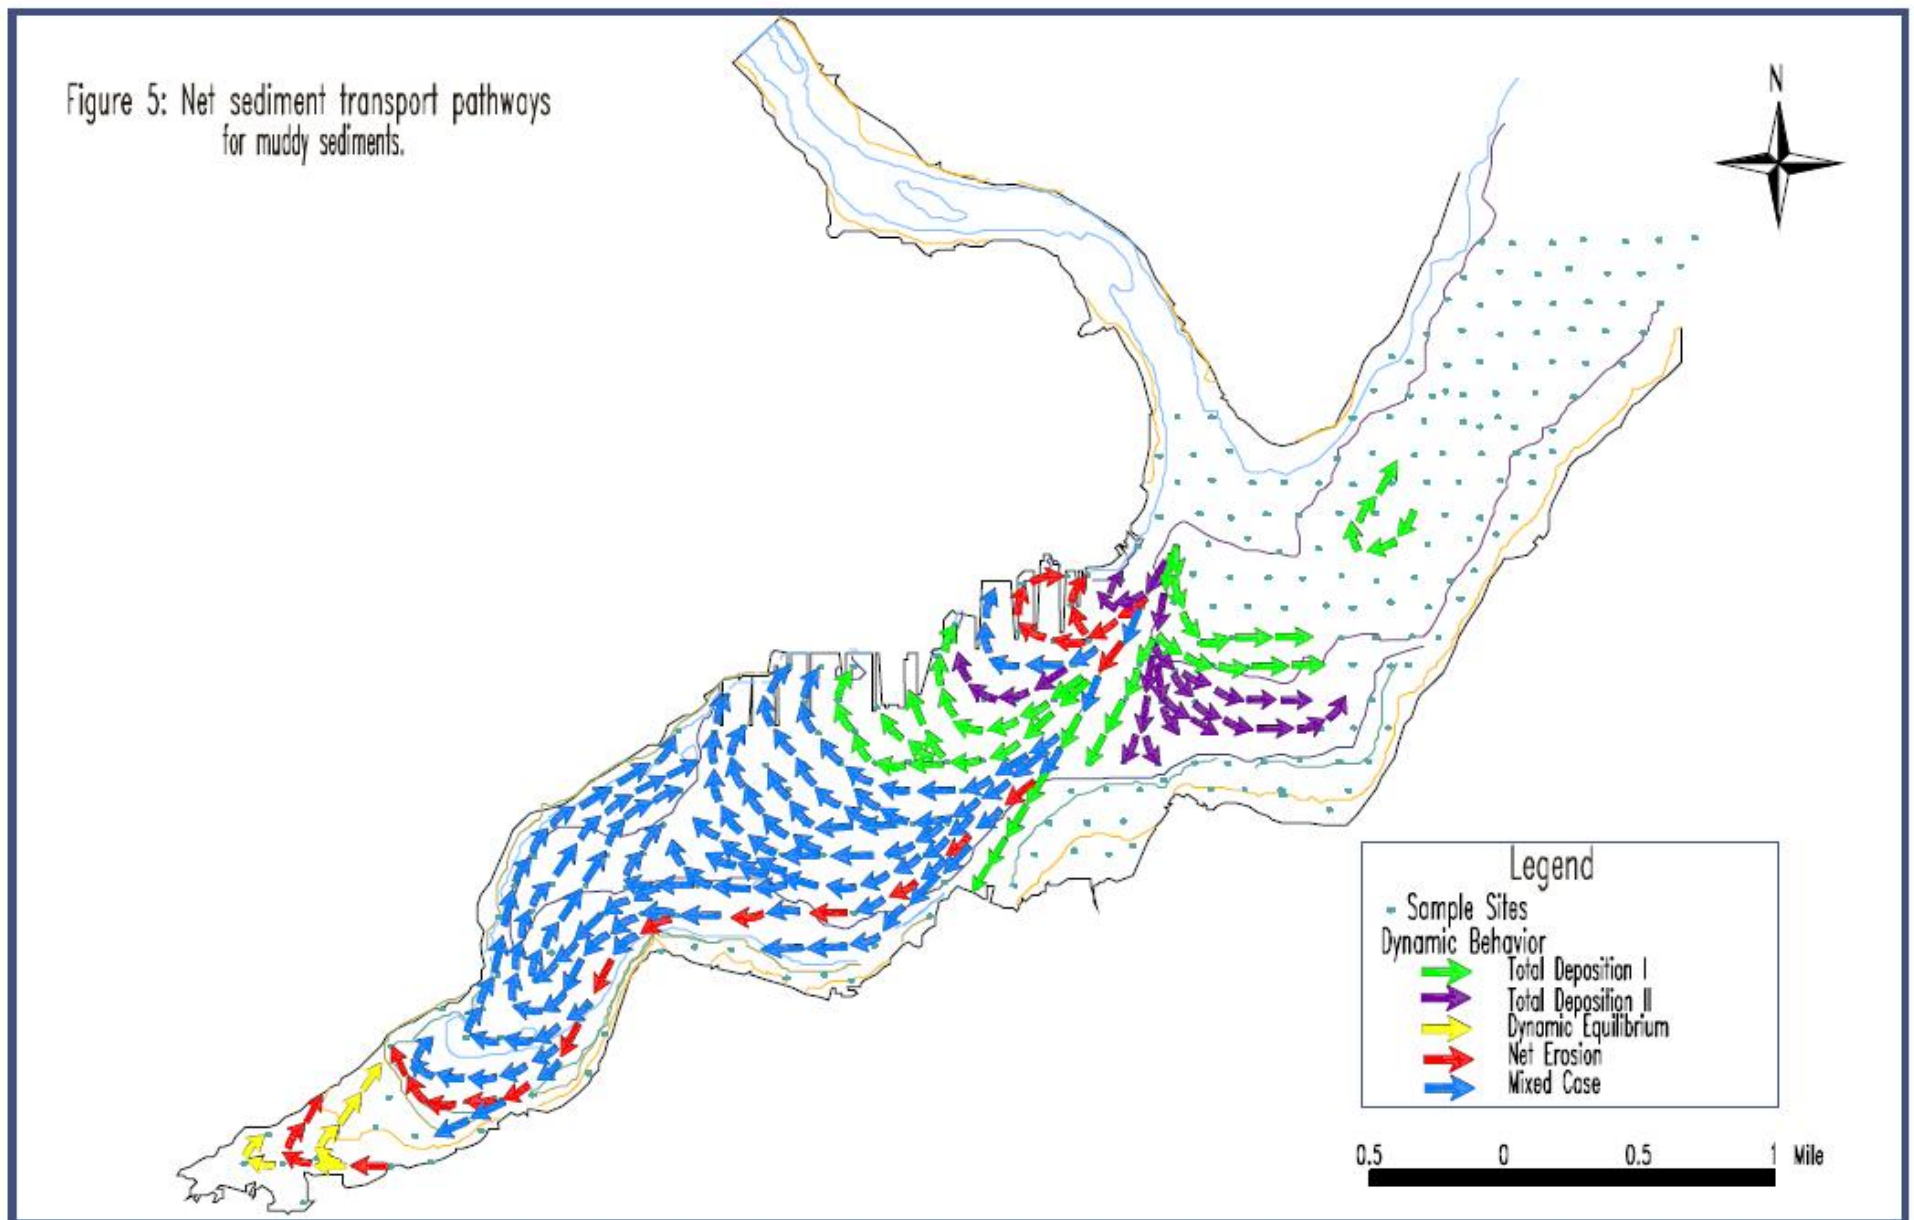 Figure 5: Net sediment transport pathways
for muddy sediments.
N
Legend
Sample Sites
Dynamic Behavior
Total Deposition I
Total Deposition II
Dynamic Equilibrium
Net Erosion
Mixed Case
0.5 0 0.5 1 Mile